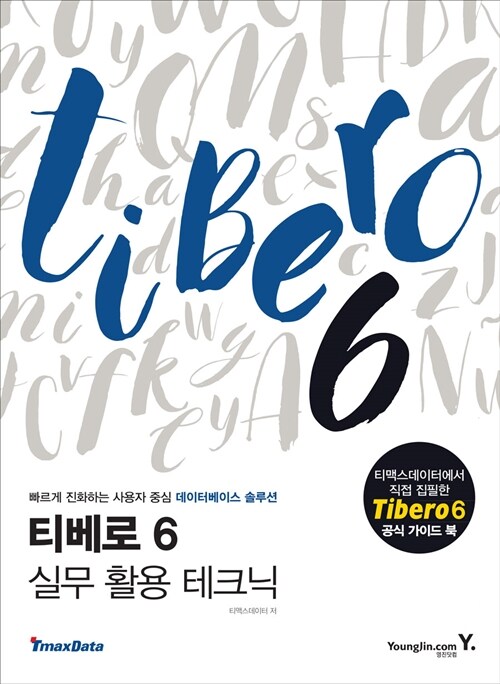 tibero
6
티맥스데이터에서
직접 집필한
Tibero 6
공식 가이드 북
빠르게 진화하는 사용자 중심 데이터베이스 솔루션
티베로 6
실무 활용 테크닉
티맥스데이터 저
TmaxData
YoungJin.com Y.
영진닷컴